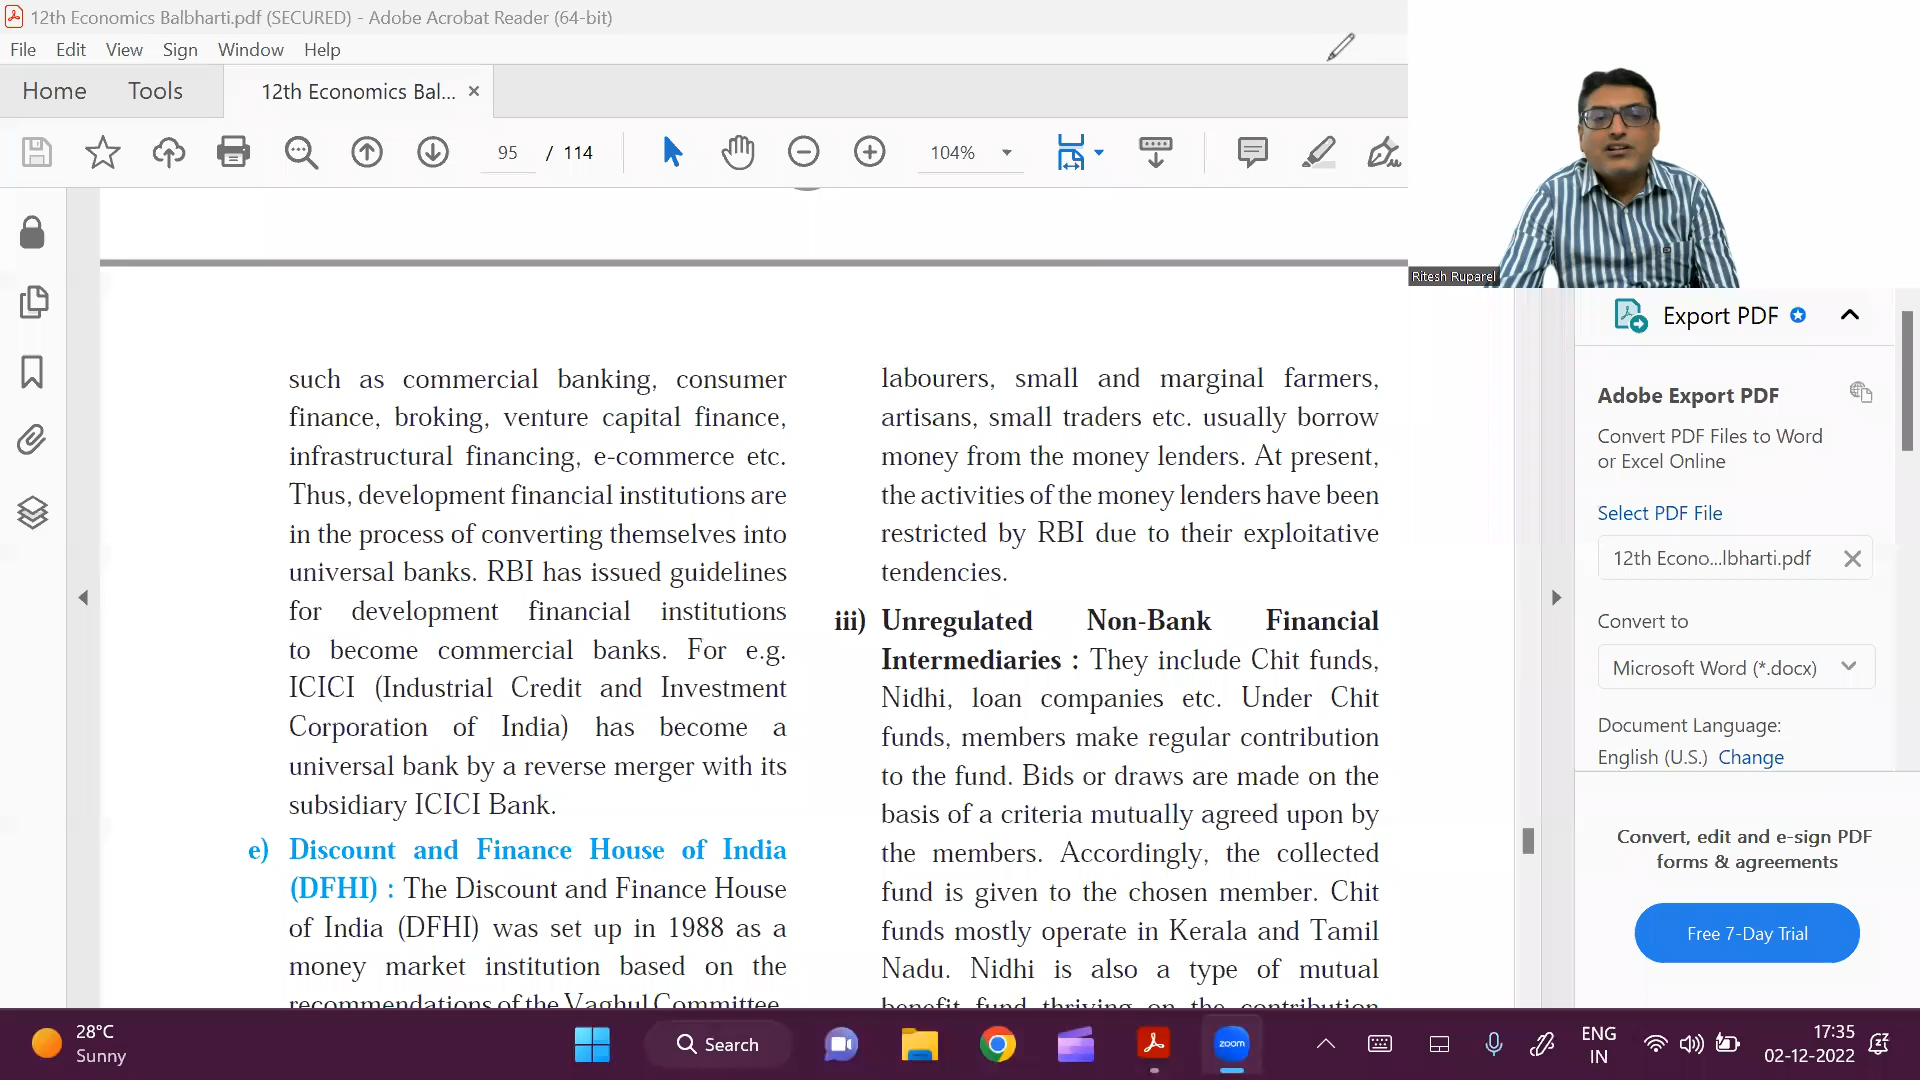 12th Economics Balbharti.pdf (SECURED) - Adobe Acrobat Reader (64-bit)
File Edit View Sign Window Help
Home Tools 12th Economics Bal... ×
95 / 114 104%
Ritesh Ruparel
such as commercial banking, consumer
finance, broking, venture capital finance,
infrastructural financing, e-commerce etc.
Thus, development financial institutions are
in the process of converting themselves into
universal banks. RBI has issued guidelines
for development financial institutions
to become commercial banks. For e.g.
ICICI (Industrial Credit and Investment
Corporation of India) has become a
universal bank by a reverse merger with its
subsidiary ICICI Bank.
e) Discount and Finance House of India
(DFHI) : The Discount and Finance House
of India (DFHI) was set up in 1988 as a
money market institution based on the
recommendations of the Vaghul Committee.
labourers, small and marginal farmers,
artisans, small traders etc. usually borrow
money from the money lenders. At present,
the activities of the money lenders have been
restricted by RBI due to their exploitative
tendencies.
iii) Unregulated Non-Bank Financial
Intermediaries : They include Chit funds,
Nidhi, loan companies etc. Under Chit
funds, members make regular contribution
to the fund. Bids or draws are made on the
basis of a criteria mutually agreed upon by
the members. Accordingly, the collected
fund is given to the chosen member. Chit
funds mostly operate in Kerala and Tamil
Nadu. Nidhi is also a type of mutual
benefit fund thriving on the contribution
Export PDF
Adobe Export PDF
Convert PDF Files to Word
or Excel Online
Select PDF File
12th Econo...lbharti.pdf
Convert to
Microsoft Word (*.docx)
Document Language:
English (U.S.) Change
Convert, edit and e-sign PDF
forms & agreements
Free 7-Day Trial
28°C
Sunny
Search
zoom
ENG
IN
17:35
02-12-2022